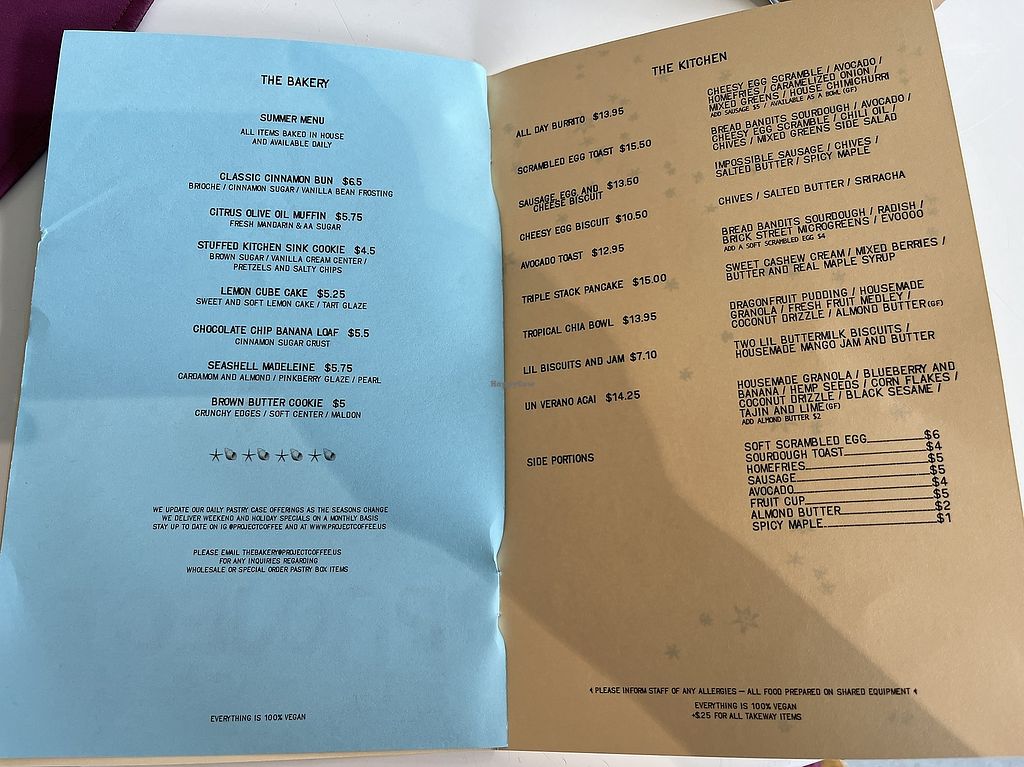 THE BAKERY
SUMMER MENU
ALL ITEMS BAKED IN HOUSE
AND AVAILABLE DAILY
CLASSIC CINNAMON BUN $6.5
BRIOCHE / CINNAMON SUGAR / VANILLA BEAN FROSTING
CITRUS OLIVE OIL MUFFIN $5.75
FRESH MANDARIN & AA SUGAR
STUFFED KITCHEN SINK COOKIE $4.5
BROWN SUGAR / VANILLA CREAM CENTER /
PRETZELS AND SALTY CHIPS
LEMON CUBE CAKE $5.25
SWEET AND SOFT LEMON CAKE / TART GLAZE
CHOCOLATE CHIP BANANA LOAF $5.5
CINNAMON SUGAR CRUST
SEASHELL MADELEINE $5.75
CARDAMOM AND ALMOND / PINKBERRY GLAZE / PEARL
BROWN BUTTER COOKIE $5
CRUNCHY EDGES / SOFT CENTER / MALDON
WE UPDATE OUR DAILY PASTRY CASE OFFERINGS AS THE SEASONS CHANGE
WE DELIVER WEEKEND AND HOLIDAY SPECIALS ON A MONTHLY BASIS
STAY UP TO DATE ON IG @PROJECTCOFFEE AND AT WWW.PROJECTCOFFEE.US
PLEASE EMAIL THEBAKERY@PROJECTCOFFEE.US
FOR ANY INQUIRIES REGARDING
WHOLESALE OR SPECIAL ORDER PASTRY BOX ITEMS
EVERYTHING IS 100% VEGAN
THE KITCHEN
ALL DAY BURRITO $13.95
CHEESY EGG SCRAMBLE / AVOCADO /
HOMEFRIES / CARAMELIZED ONION /
MIXED GREENS / HOUSE CHIMICHURRI
ADD SAUSAGE $5 / AVAILABLE AS A BOWL (GF)
SCRAMBLED EGG TOAST $15.50
BREAD BANDITS SOURDOUGH / AVOCADO /
CHEESY EGG SCRAMBLE / CHILI OIL /
CHIVES / MIXED GREENS SIDE SALAD
SAUSAGE EGG AND $13.50
CHEESE BISCUIT
IMPOSSIBLE SAUSAGE / CHIVES /
SALTED BUTTER / SPICY MAPLE
CHEESY BISCUIT $10.50
CHIVES / SALTED BUTTER / SRIRACHA
AVOCADO TOAST $12.95
BREAD BANDITS SOURDOUGH / RADISH /
BRICK STREET MICROGREENS / EVOOOO
ADD A SOFT SCRAMBLED EGG $4
TRIPLE STACK PANCAKE $15.00
SWEET CASHEW CREAM / MIXED BERRIES /
BUTTER AND REAL MAPLE SYRUP
TROPICAL CHIA BOWL $13.95
DRAGONFRUIT PUDDING / HOUSEMADE
GRANOLA / FRESH FRUIT MEDLEY /
COCONUT DRIZZLE / ALMOND BUTTER (GF)
LIL BISCUITS AND JAM $7.10
TWO LIL BUTTERMILK BISCUITS /
HOUSEMADE MANGO JAM AND BUTTER
UN VERANO ACAI $14.25
HOUSEMADE GRANOLA / BLUEBERRY AND
BANANA / HEMP SEEDS / CORN FLAKES /
COCONUT DRIZZLE / BLACK SESAME /
TAJIN AND LIME (GF)
ADD ALMOND BUTTER $2
SIDE PORTIONS
SOFT SCRAMBLED EGG $6
SOURDOUGH TOAST $4
HOMEFRIES $5
SAUSAGE $5
AVOCADO $4
FRUIT CUP $5
ALMOND BUTTER $2
SPICY MAPLE $1
PLEASE INFORM STAFF OF ANY ALLERGIES — ALL FOOD PREPARED ON SHARED EQUIPMENT
EVERYTHING IS 100% VEGAN
+$25 FOR ALL TAKEWAY ITEMS
HappyCow